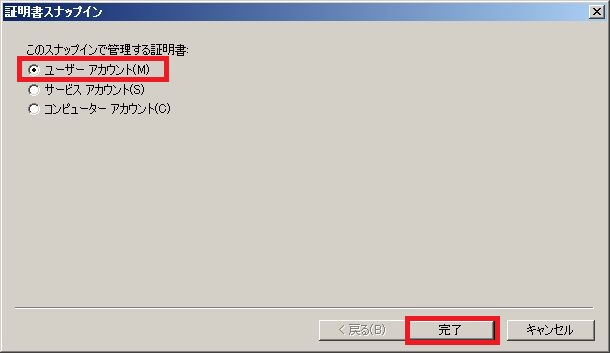 証明書スナップイン
このスナップインで管理する証明書:
ユーザー アカウント(M)
サービス アカウント(S)
コンピューター アカウント(C)
< 戻る(B) 完了 キャンセル